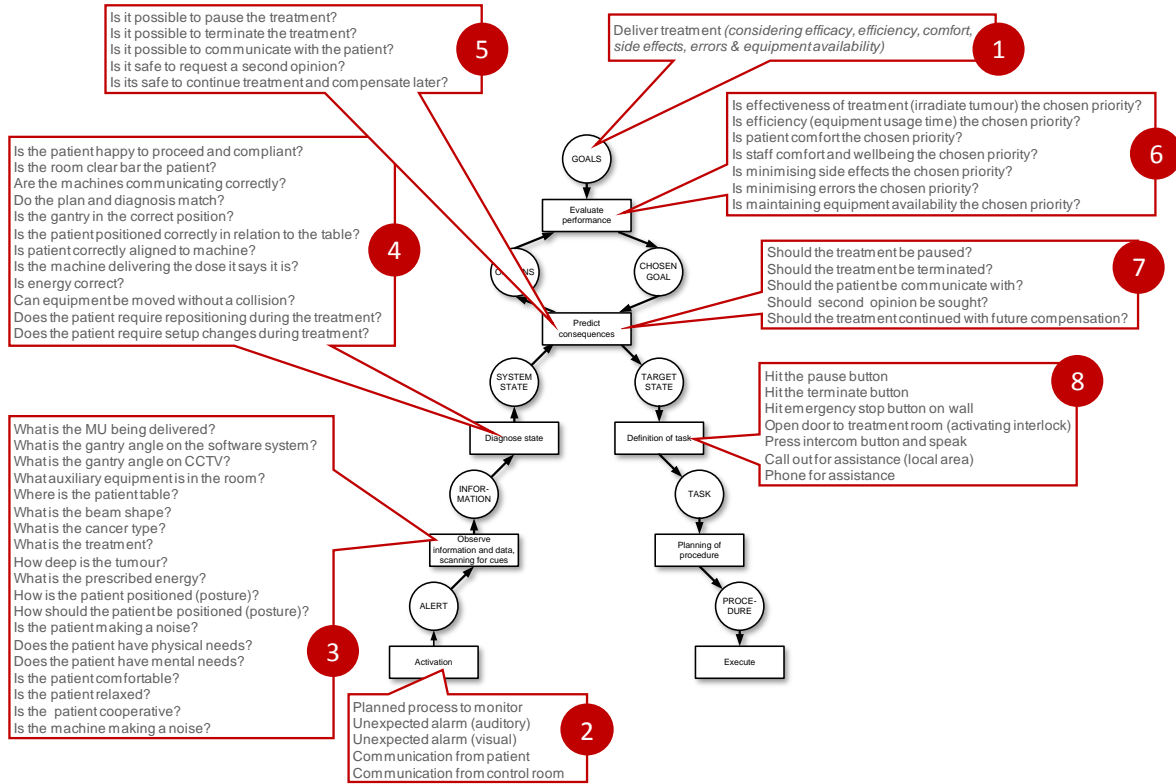 Is it possible to pause the treatment?
Is it possible to terminate the treatment?
Is it possible to communicate with the patient?
Is it safe to request a second opinion?
Is its safe to continue treatment and compensate later?
5
Deliver treatment (considering efficacy, efficiency, comfort,
side effects, errors & equipment availability)
1
Is effectiveness of treatment (irradiate tumour) the chosen priority?
Is efficiency (equipment usage time) the chosen priority?
Is patient comfort the chosen priority?
Is staff comfort and wellbeing the chosen priority?
Is minimising side effects the chosen priority?
Is minimising errors the chosen priority?
Is maintaining equipment availability the chosen priority?
6
Is the patient happy to proceed and compliant?
Is the room clear bar the patient?
Are the machines communicating correctly?
Do the plan and diagnosis match?
Is the gantry in the correct position?
Is the patient positioned correctly in relation to the table?
Is patient correctly aligned to machine?
Is the machine delivering the dose it says it is?
Is energy correct?
Can equipment be moved without a collision?
Does the patient require repositioning during the treatment?
Does the patient require setup changes during treatment?
4
GOALS
Evaluate
performance
CHOSEN
GOAL
Predict
consequences
Should the treatment be paused?
Should the treatment be terminated?
Should the patient be communicate with?
Should second opinion be sought?
Should the treatment continued with future compensation?
7
SYSTEM
STATE
TARGET
STATE
Diagnose state
Definition of task
Hit the pause button
Hit the terminate button
Hit emergency stop button on wall
Open door to treatment room (activating interlock)
Press intercom button and speak
Call out for assistance (local area)
Phone for assistance
8
What is the MU being delivered?
What is the gantry angle on the software system?
What is the gantry angle on CCTV?
What auxiliary equipment is in the room?
Where is the patient table?
What is the beam shape?
What is the cancer type?
What is the treatment?
How deep is the tumour?
What is the prescribed energy?
How is the patient positioned (posture)?
How should the patient be positioned (posture)?
Is the patient making a noise?
Does the patient have physical needs?
Does the patient have mental needs?
Is the patient comfortable?
Is the patient relaxed?
Is the patient cooperative?
Is the machine making a noise?
3
INFOR-
MATION
TASK
Observe
information and data,
scanning for cues
Planning of
procedure
ALERT
PROCE-
DURE
Activation
Execute
Planned process to monitor
Unexpected alarm (auditory)
Unexpected alarm (visual)
Communication from patient
Communication from control room
2